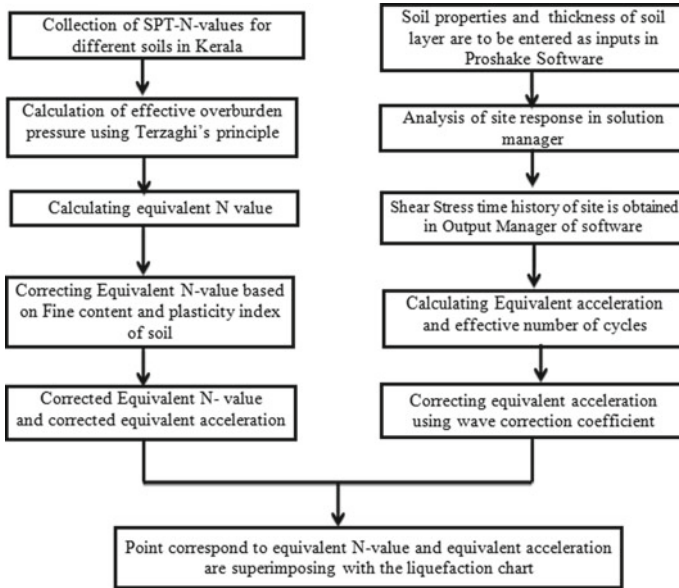 Collection of SPT-N-values for
different soils in Kerala
Calculation of effective overburden
pressure using Terzaghi's principle
Calculating equivalent N value
Correcting Equivalent N-value based
on Fine content and plasticity index
of soil
Corrected Equivalent N- value
and corrected equivalent acceleration
Soil properties and thickness of soil
layer are to be entered as inputs in
Proshake Software
Analysis of site response in solution
manager
Shear Stress time history of site is obtained
in Output Manager of software
Calculating Equivalent acceleration
and effective number of cycles
Correcting equivalent acceleration
using wave correction coefficient
Point correspond to equivalent N-value and equivalent acceleration
are superimposing with the liquefaction chart